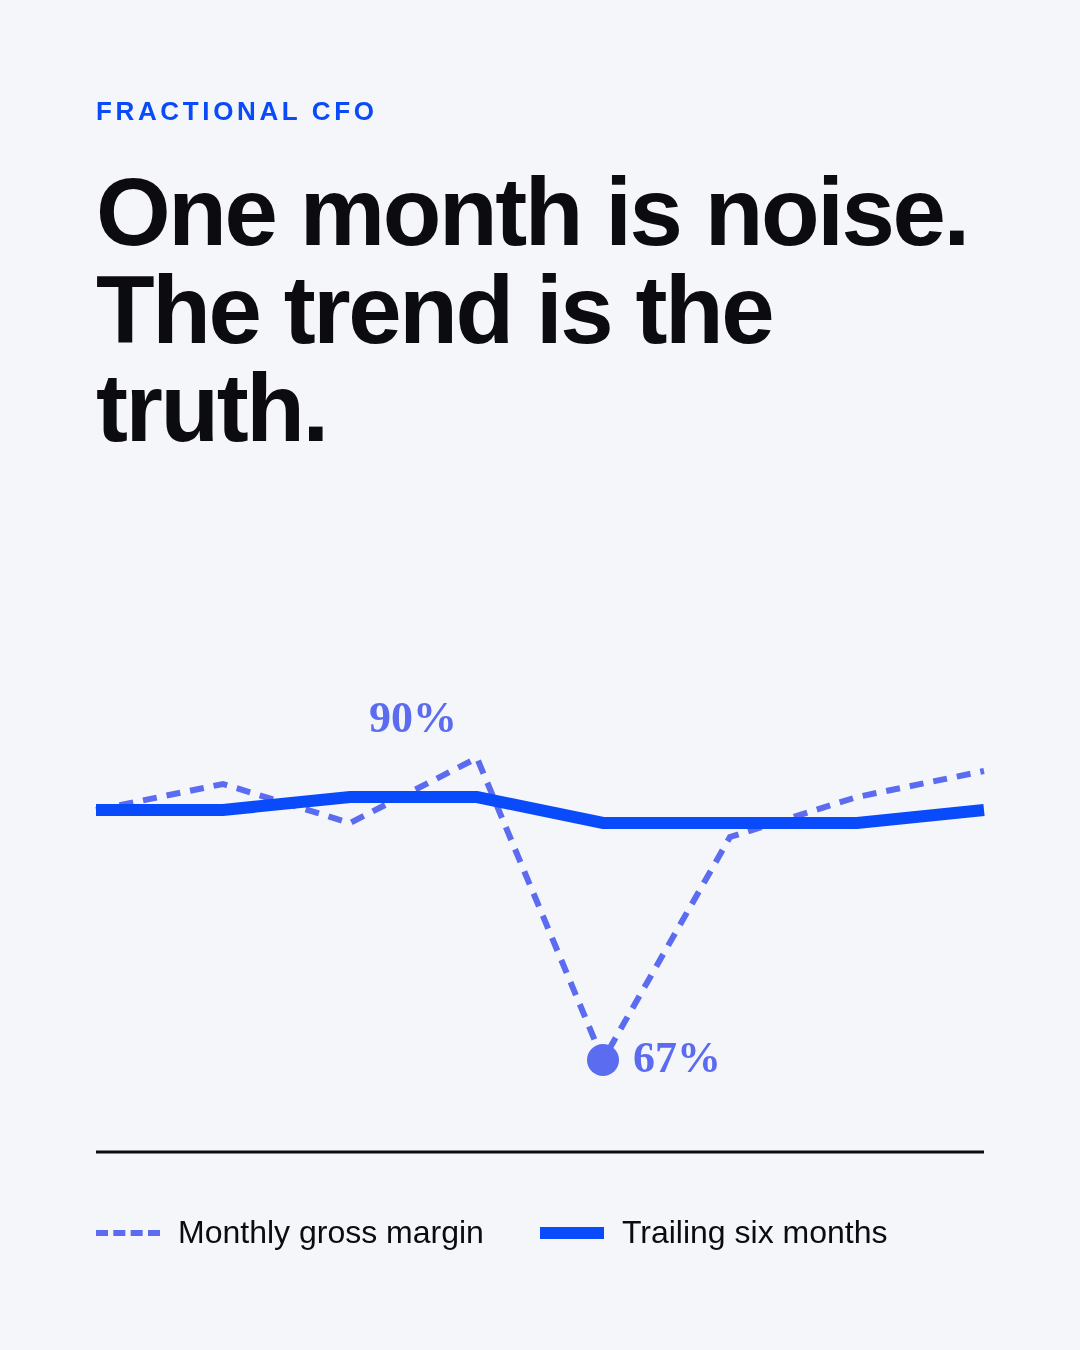 FRACTIONAL CFO
One month is noise.
The trend is the
truth.
90%
67%
Monthly gross margin
Trailing six months